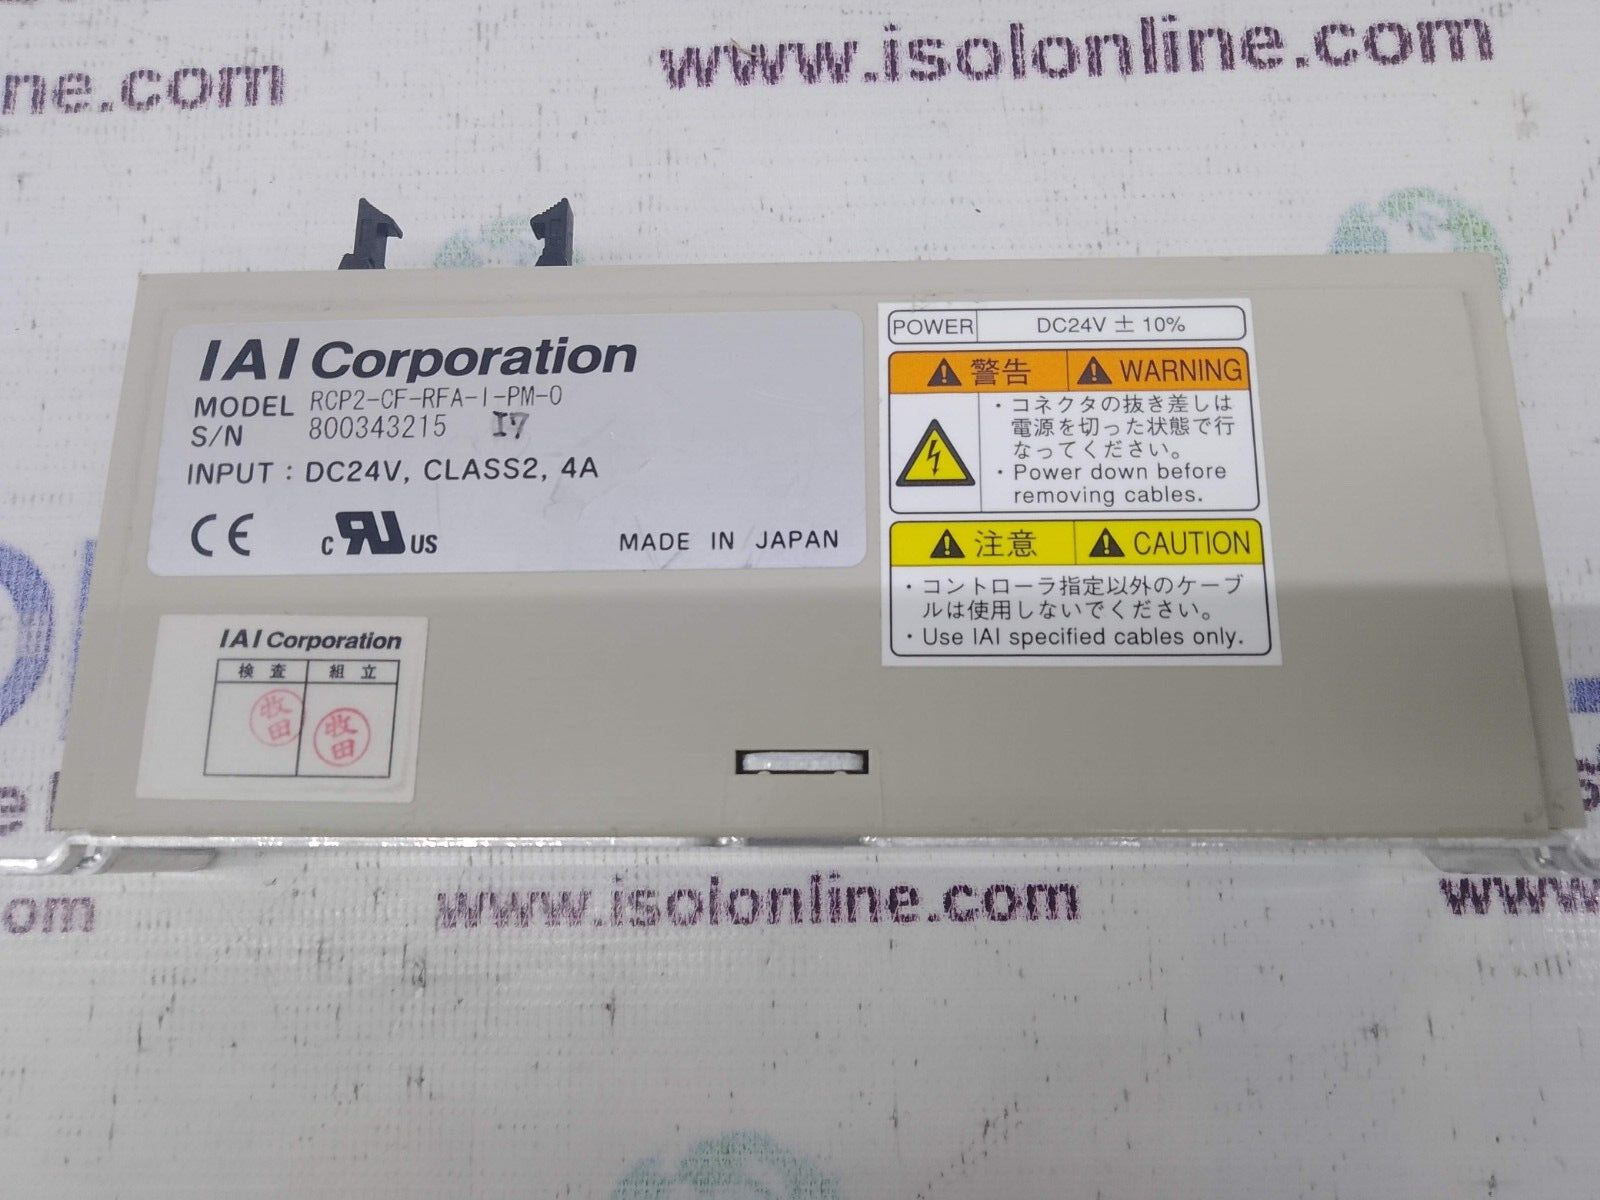 www.isolonline.com
ne.com
IAI Corporation
MODEL RCP2-CF-RFA-I-PM-0
S/N 800343215 I7
INPUT : DC24V, CLASS2, 4A
CE
c RU US
MADE IN JAPAN
POWER DC24V ± 10%
警告 WARNING
・コネクタの抜き差しは
電源を切った状態で行
なってください。
・Power down before
removing cables.
注意 CAUTION
・コントローラ指定以外のケーブ
ルは使用しないでください。
・Use IAI specified cables only.
IAI Corporation
検査 組立
牧田 牧田
www.isolonline.com
om
www